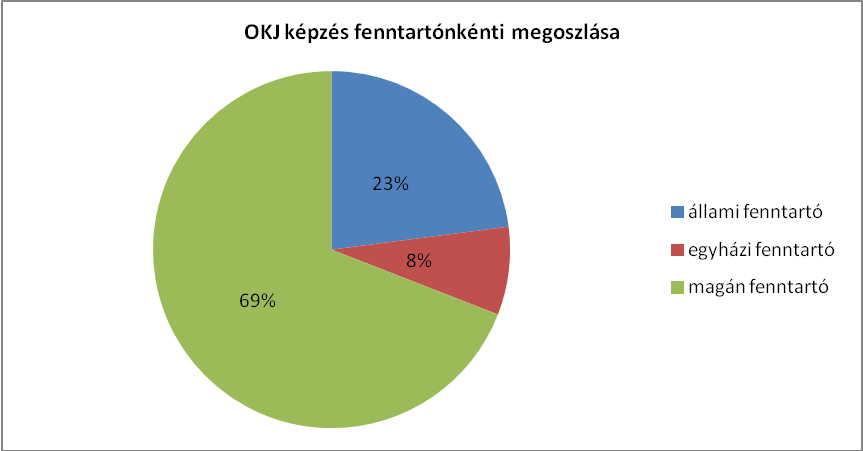 OKJ képzés fenntartónkénti megoszlása
23%
8%
69%
állami fenntartó
egyházi fenntartó
magán fenntartó